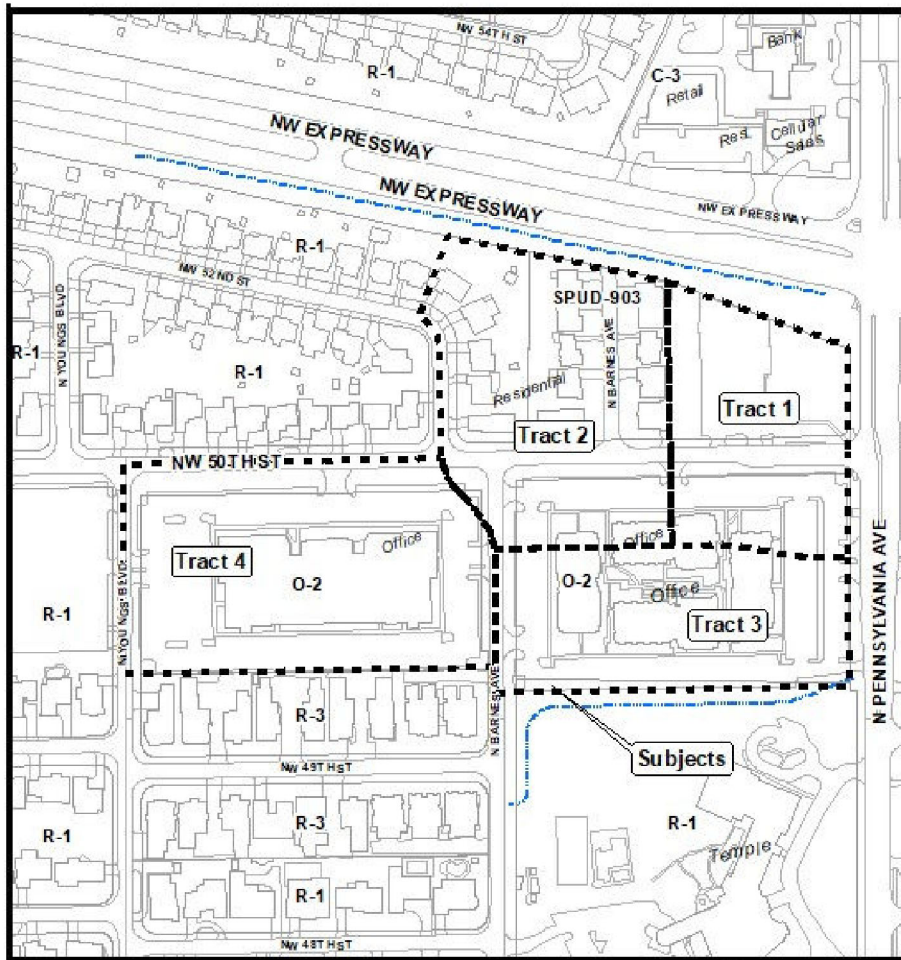 NW 54TH ST
Bank
R-1
C-3
Retail
Rest.
Cellular
Sales
NW EXPRESSWAY
NW EXPRESSWAY
NW EXPRESSWAY
R-1
NW 52ND ST
N YOUNGS BLVD
SPUD-903
N BARNES AVE
R-1
R-1
Residential
Tract 1
Tract 2
NW 50TH ST
Tract 4
Office
O-2
Office
O-2
Office
Tract 3
N YOUNGS BLVD
R-1
N PENNSYLVANIA AVE
N BARNES AVE
R-3
Subjects
NW 49TH ST
R-1
R-3
R-1
Temple
R-1
NW 48TH ST